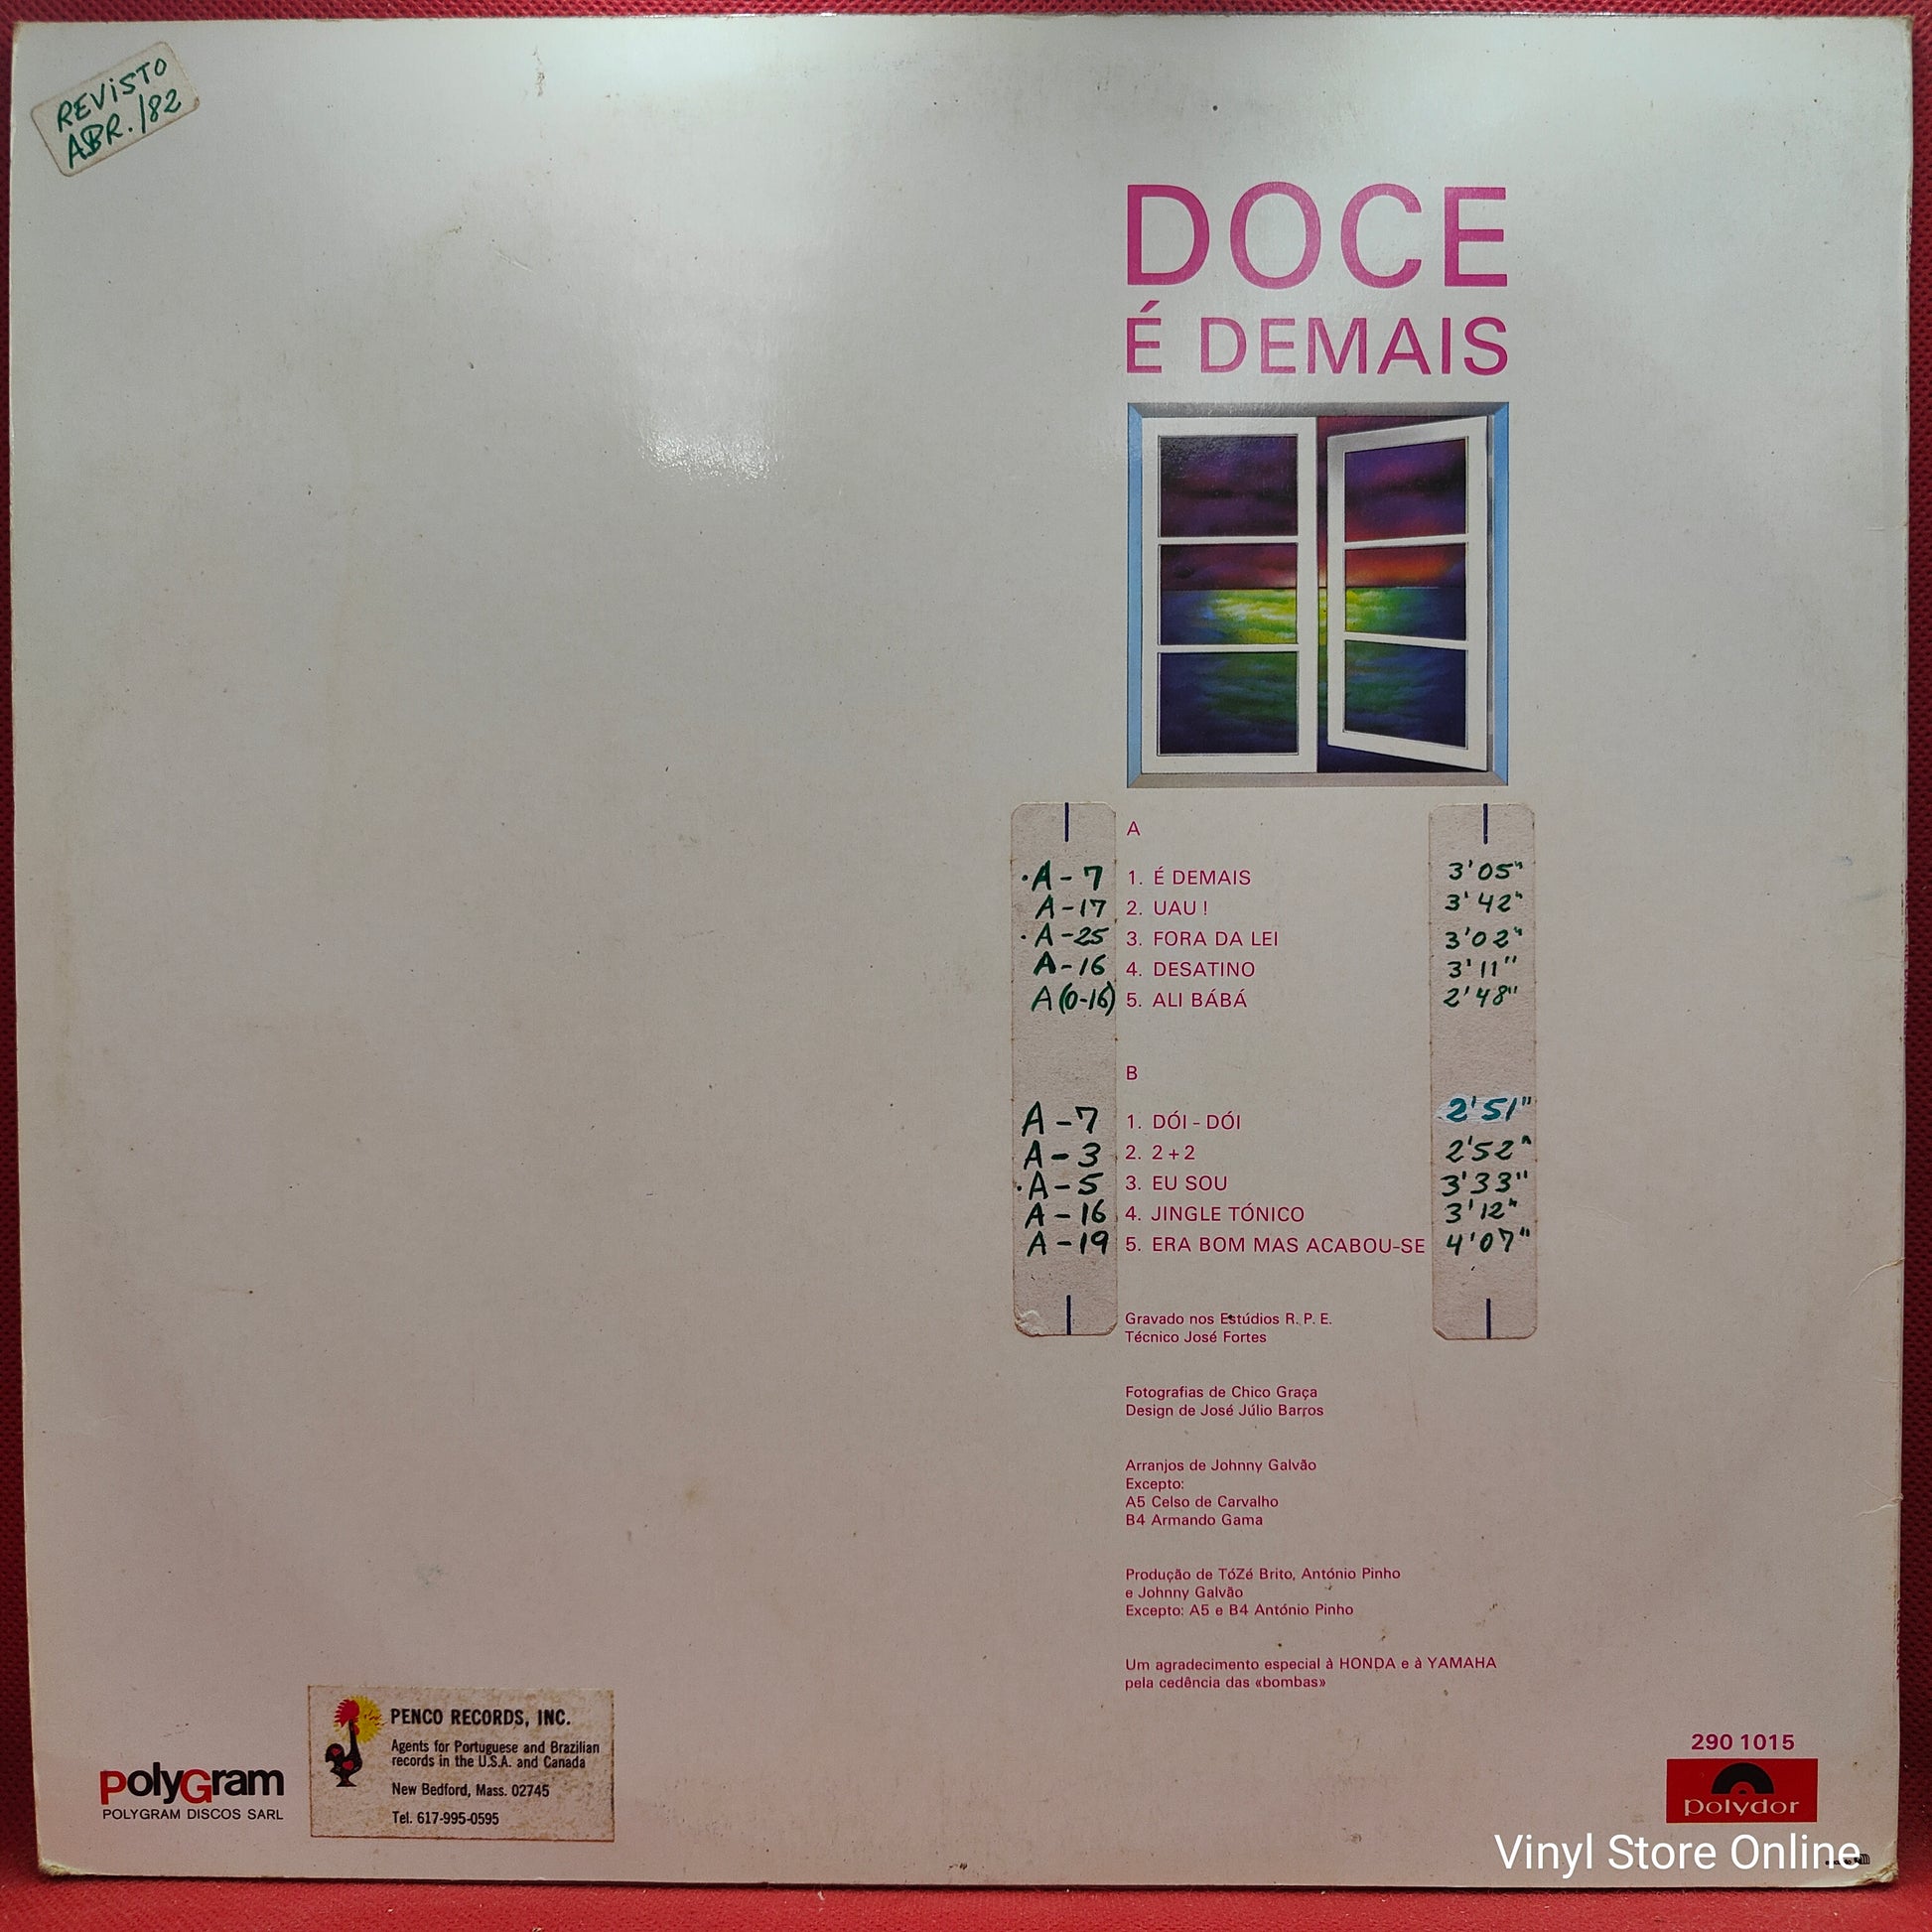 REVISTO
ABR./82
DOCE
É DEMAIS
A
·A-7 1. É DEMAIS 3'05"
A-17 2. UAU ! 3'42"
·A-25 3. FORA DA LEI 3'02"
A-16 4. DESATINO 3'11"
A(0-16) 5. ALI BÁBÁ 2'48"
B
A-7 1. DÓI - DÓI 2'51"
A-3 2. 2 + 2 2'52"
·A-5 3. EU SOU 3'33"
A-16 4. JINGLE TÓNICO 3'12"
A-19 5. ERA BOM MAS ACABOU-SE 4'07"
Gravado nos Estúdios R. P. E.
Técnico José Fortes
Fotografias de Chico Graça
Design de José Júlio Barros
Arranjos de Johnny Galvão
Excepto:
A5 Celso de Carvalho
B4 Armando Gama
Produção de TóZé Brito, António Pinho
e Johnny Galvão
Excepto: A5 e B4 António Pinho
Um agradecimento especial à HONDA e à YAMAHA
pela cedência das «bombas»
PolyGram
POLYGRAM DISCOS SARL
PENCO RECORDS, INC.
Agents for Portuguese and Brazilian
records in the U.S.A. and Canada
New Bedford, Mass. 02745
Tel. 617-995-0595
290 1015
polydor
Vinyl Store Online